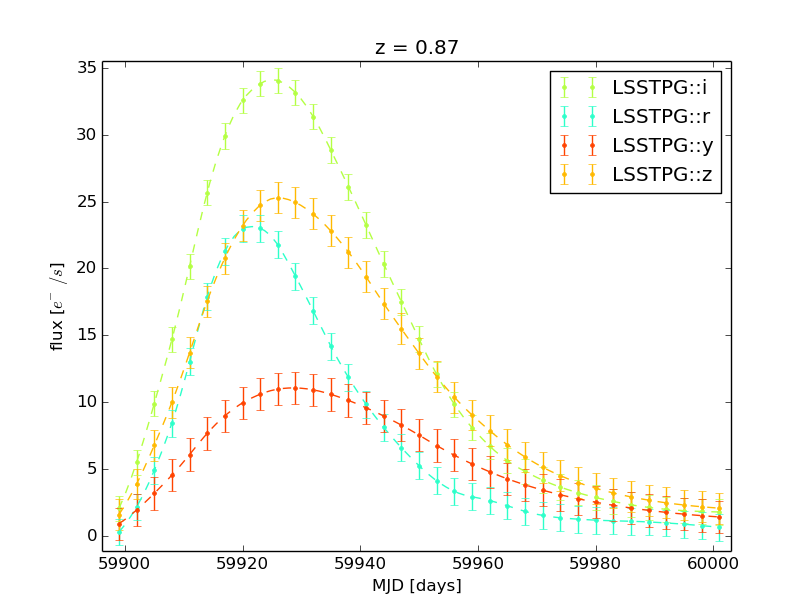 z = 0.87
35
30
25
20
15
10
5
0
flux [e⁻ /s]
LSSTPG::i
LSSTPG::r
LSSTPG::y
LSSTPG::z
59900
59920
59940
59960
59980
60000
MJD [days]